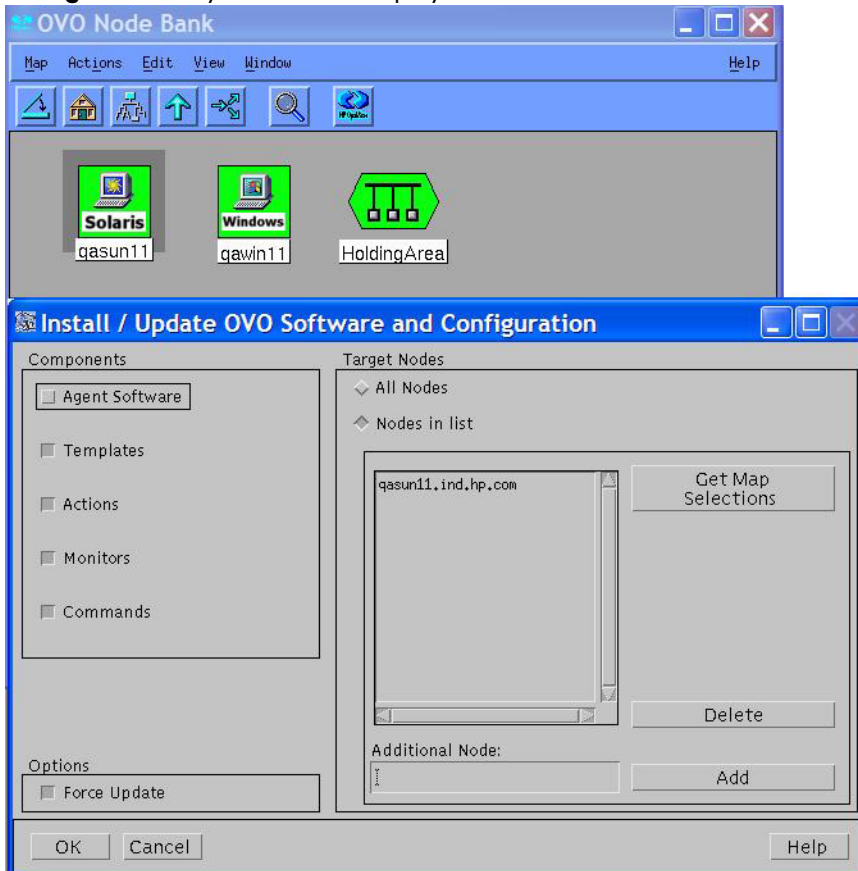 OVO Node Bank
Map Actions Edit View Window Help
HP OpenView
Solaris
Windows
qasun11
qawin11
HoldingArea
Install / Update OVO Software and Configuration
Components
Target Nodes
Agent Software
All Nodes
Nodes in list
Templates
qasun11.ind.hp.com
Get Map
Selections
Actions
Monitors
Commands
Delete
Additional Node:
Options
Force Update
Add
OK Cancel Help